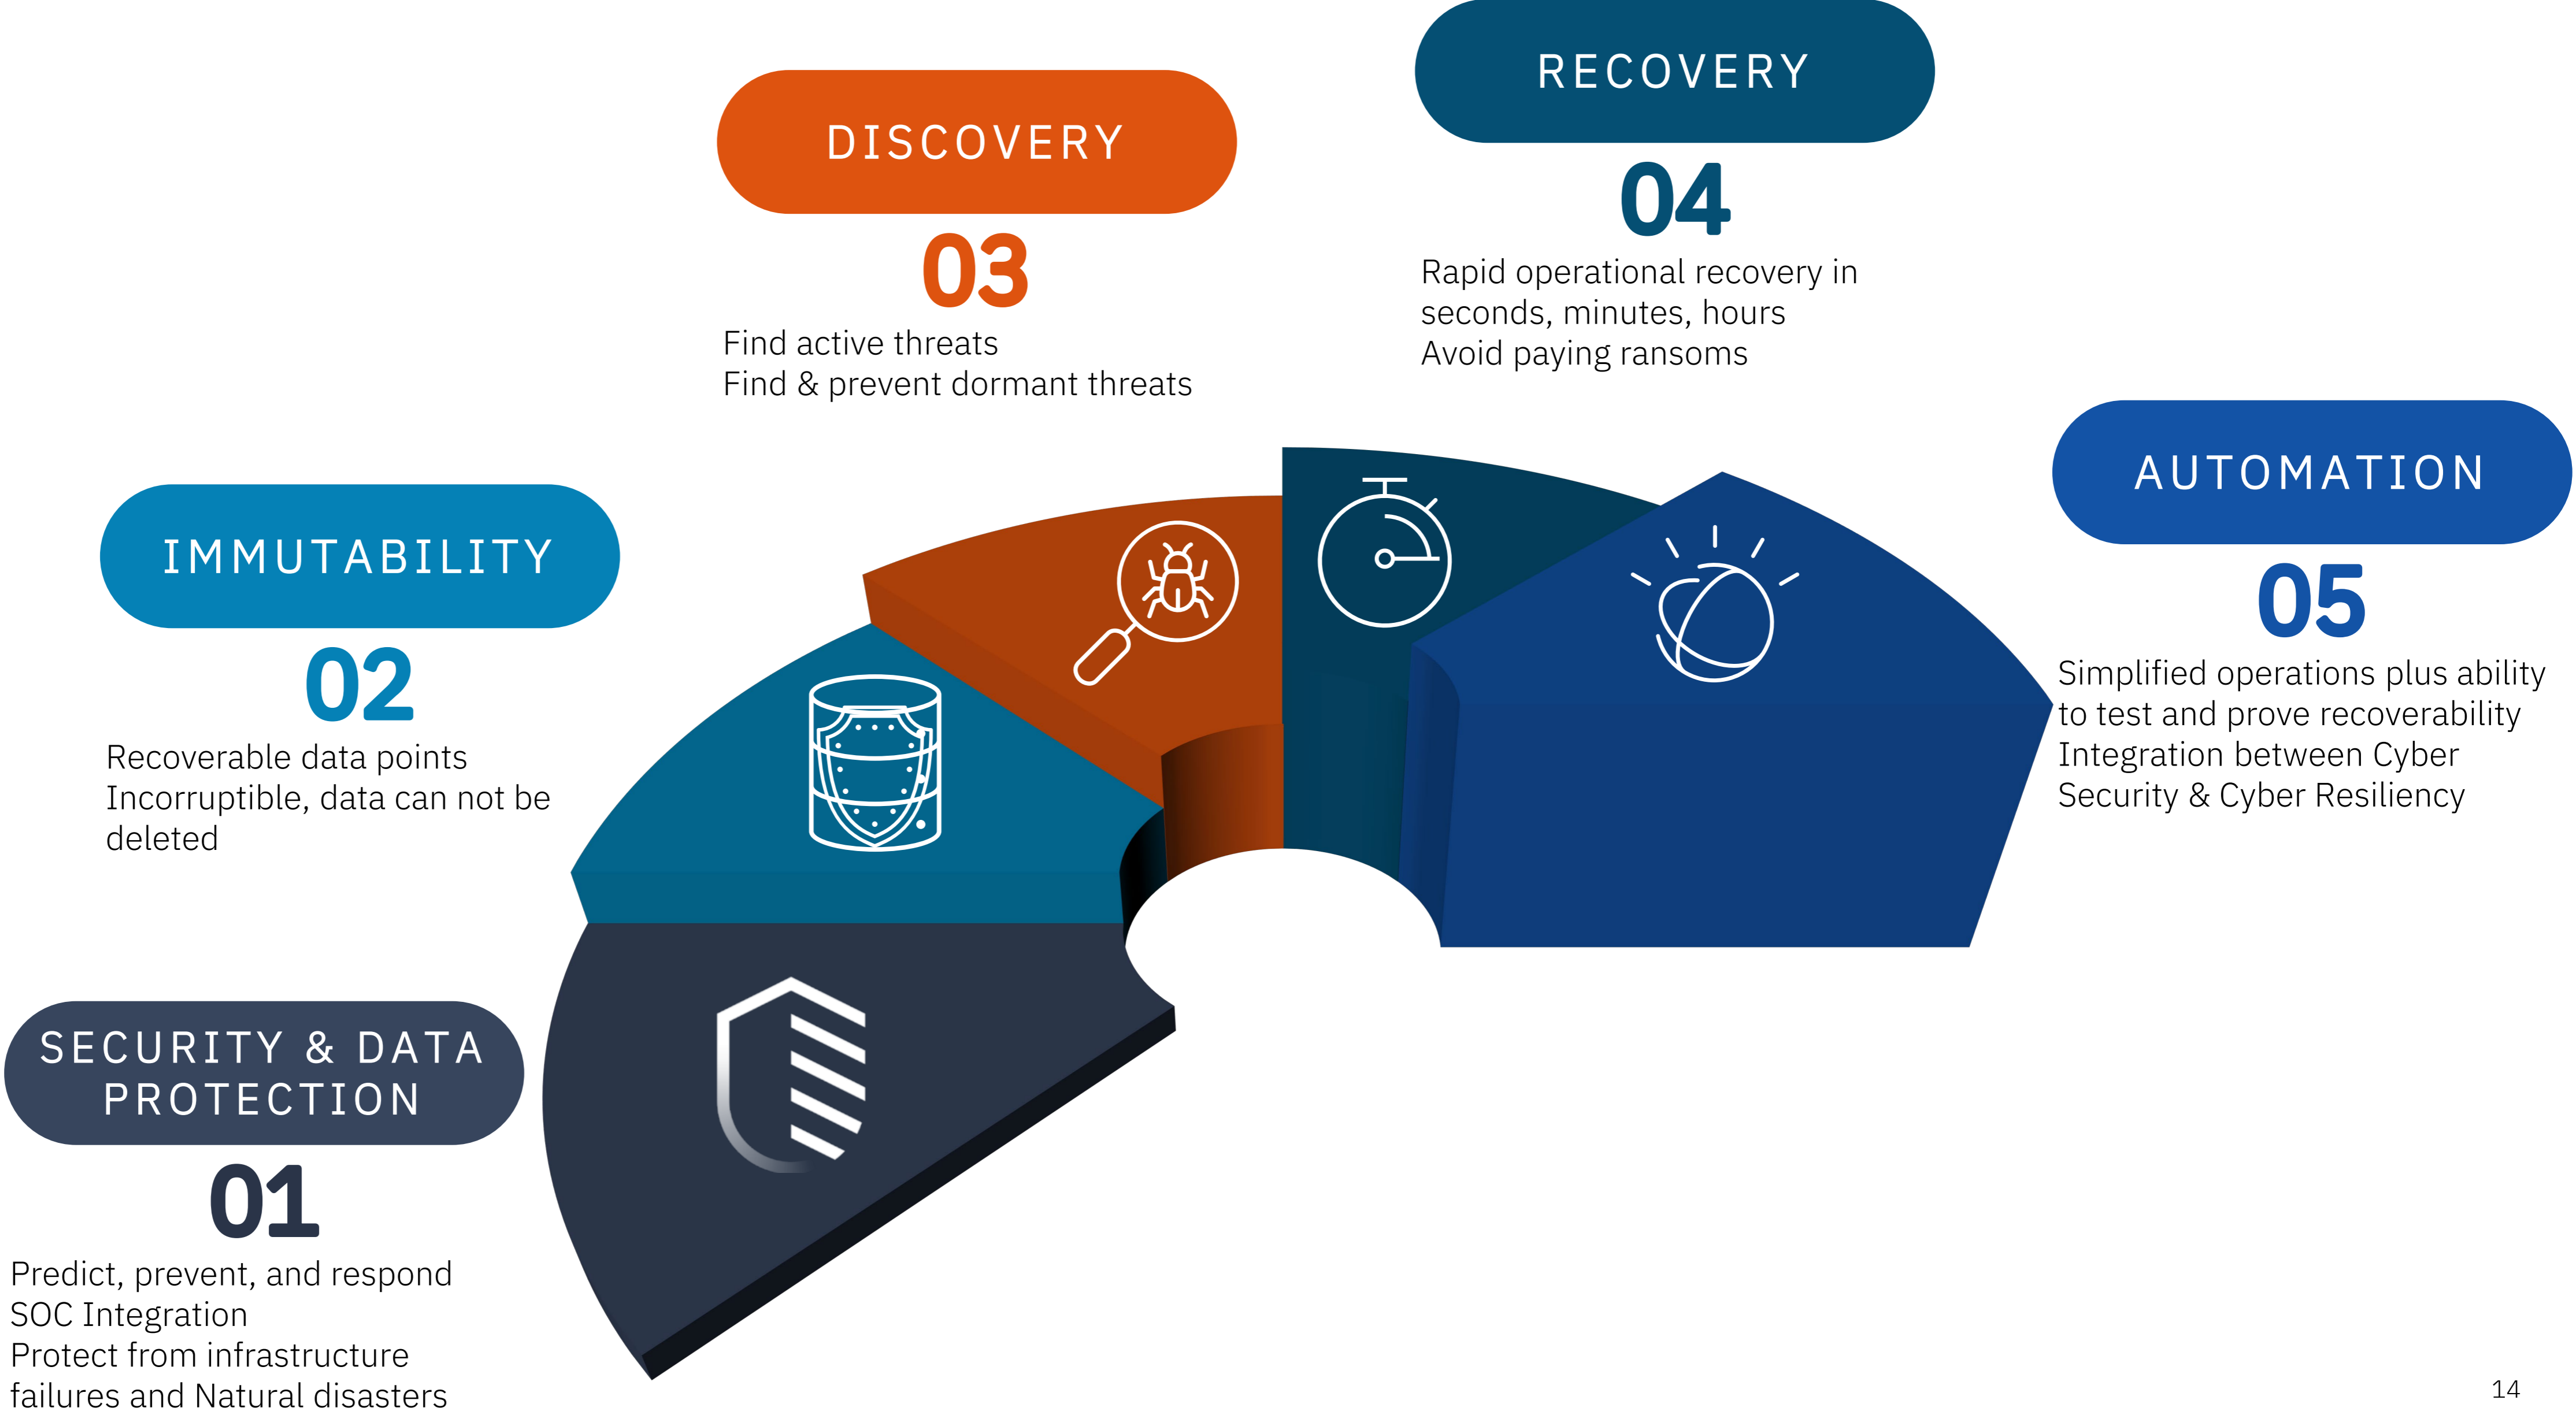 SECURITY & DATA
PROTECTION
01
Predict, prevent, and respond
SOC Integration
Protect from infrastructure
failures and Natural disasters
IMMUTABILITY
02
Recoverable data points
Incorruptible, data can not be
deleted
DISCOVERY
03
Find active threats
Find & prevent dormant threats
RECOVERY
04
Rapid operational recovery in
seconds, minutes, hours
Avoid paying ransoms
AUTOMATION
05
Simplified operations plus ability
to test and prove recoverability
Integration between Cyber
Security & Cyber Resiliency
14